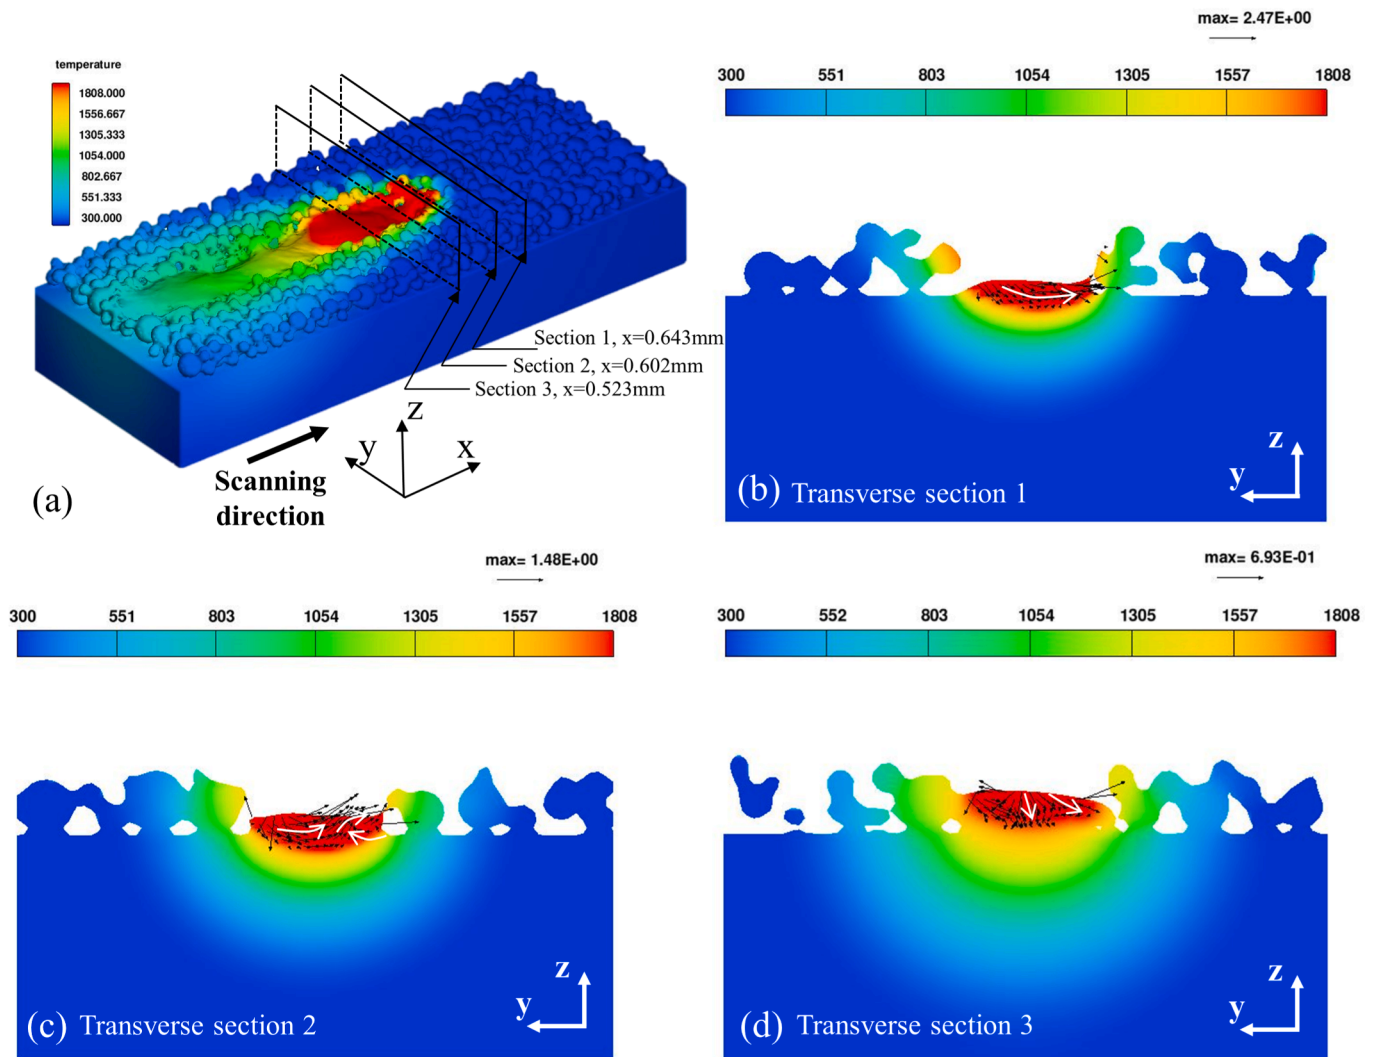 temperature
1808.000
1556.667
1305.333
1054.000
802.667
551.333
300.000
Section 1, x=0.643mm
Section 2, x=0.602mm
Section 3, x=0.523mm
z
y
x
Scanning
direction
(a)
max= 2.47E+00
300 551 803 1054 1305 1557 1808
z
y
(b) Transverse section 1
max= 1.48E+00
300 551 803 1054 1305 1557 1808
z
y
(c) Transverse section 2
max= 6.93E-01
300 552 803 1054 1305 1557 1808
z
y
(d) Transverse section 3